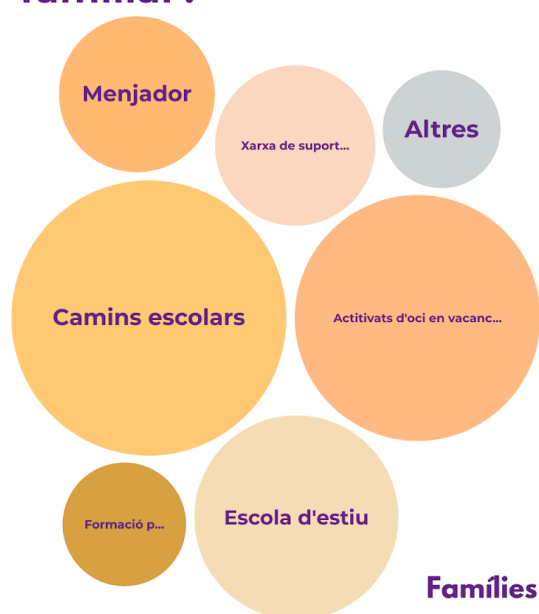 Menjador
Xarxa de suport...
Altres
Camins escolars
Actitivats d'oci en vacanc...
Formació p...
Escola d'estiu
Famílies